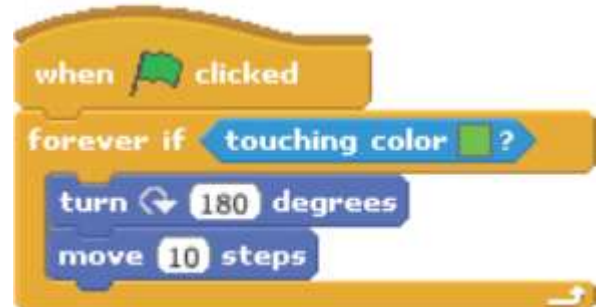 when clicked
forever if touching color ?
turn 180 degrees
move 10 steps